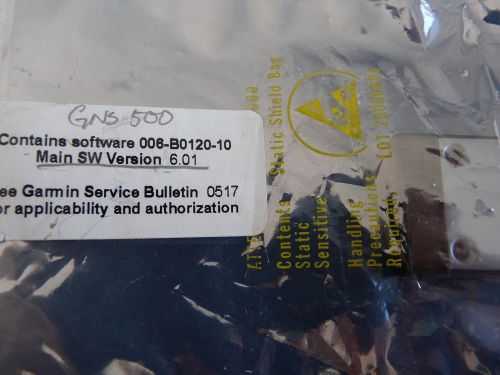 GNS 500
Contains software 006-B0120-10
Main SW Version 6.01
ee Garmin Service Bulletin 0517
or applicability and authorization
Static Shield Bag
Contents
Static
Sensitive
Handling
Precautions
Required